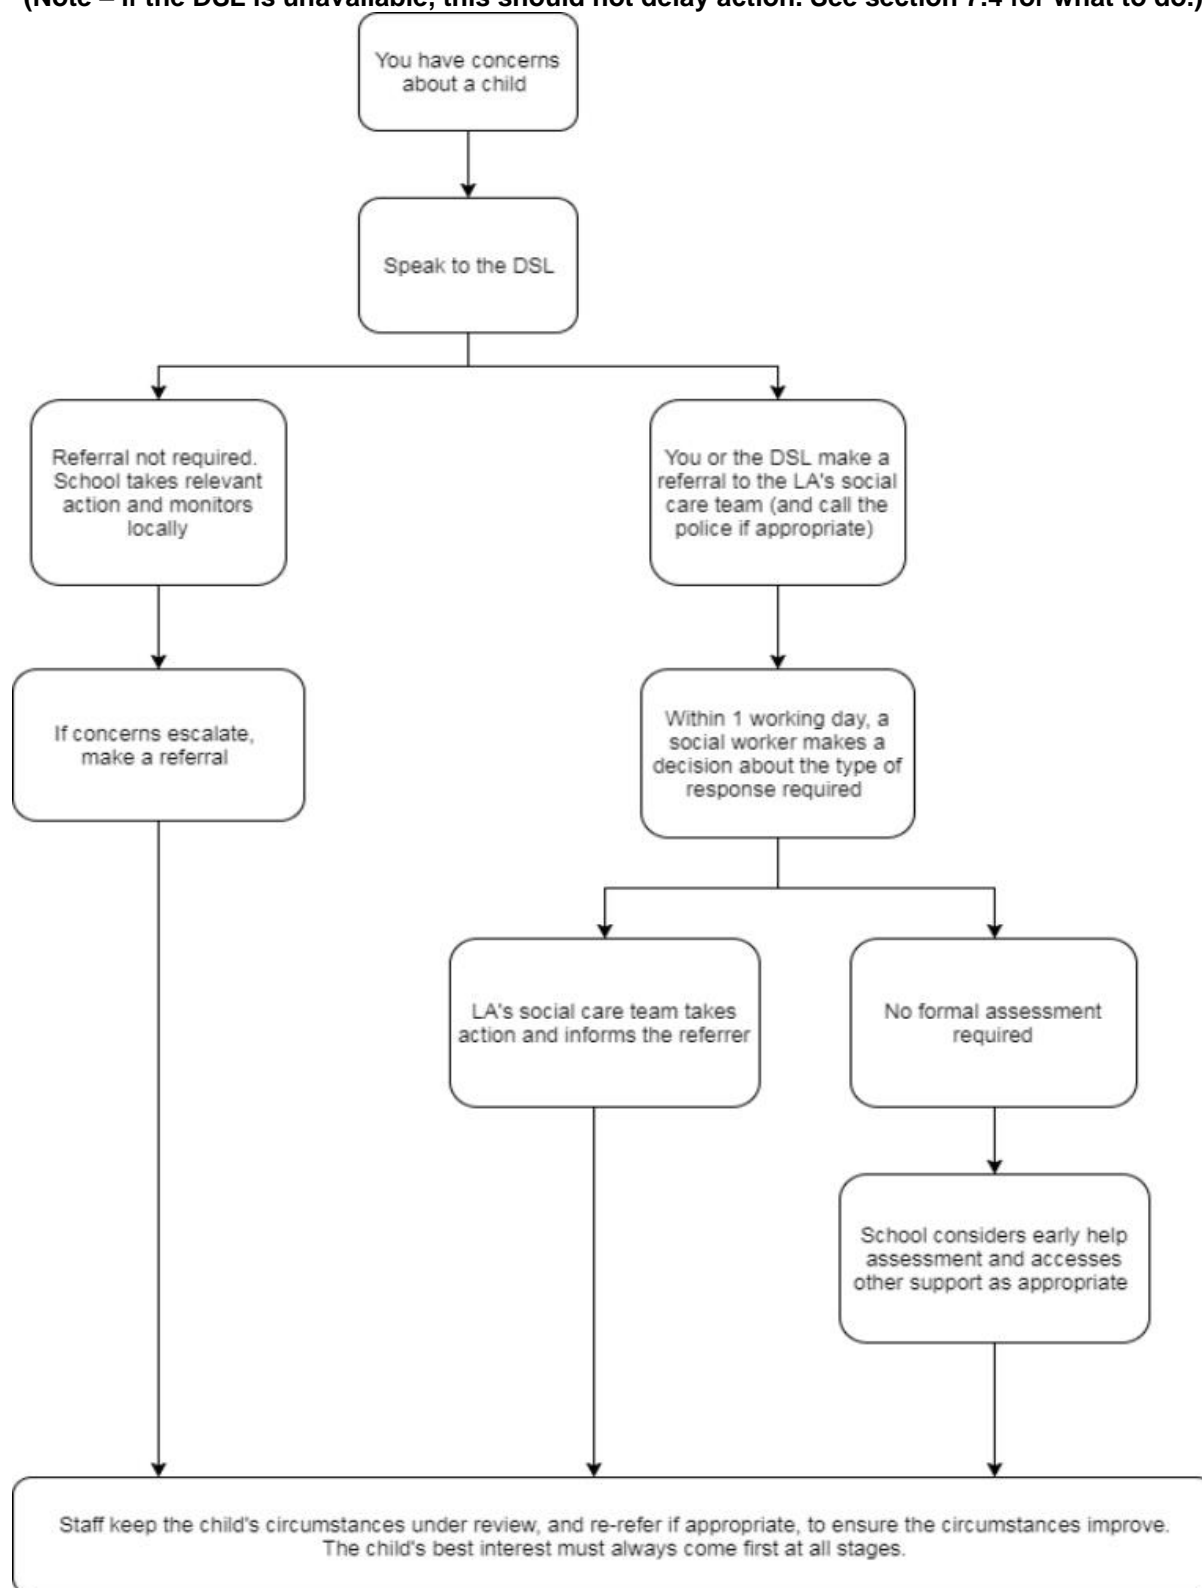 (Note – if the DSL is unavailable, this should not delay action. See section 7.4 for what to do.)
You have concerns
about a child
Speak to the DSL
Referral not required.
School takes relevant
action and monitors
locally
You or the DSL make a
referral to the LA's social
care team (and call the
police if appropriate)
If concerns escalate,
make a referral
Within 1 working day, a
social worker makes a
decision about the type of
response required
LA's social care team takes
action and informs the referrer
No formal assessment
required
School considers early help
assessment and accesses
other support as appropriate
Staff keep the child's circumstances under review, and re-refer if appropriate, to ensure the circumstances improve.
The child's best interest must always come first at all stages.